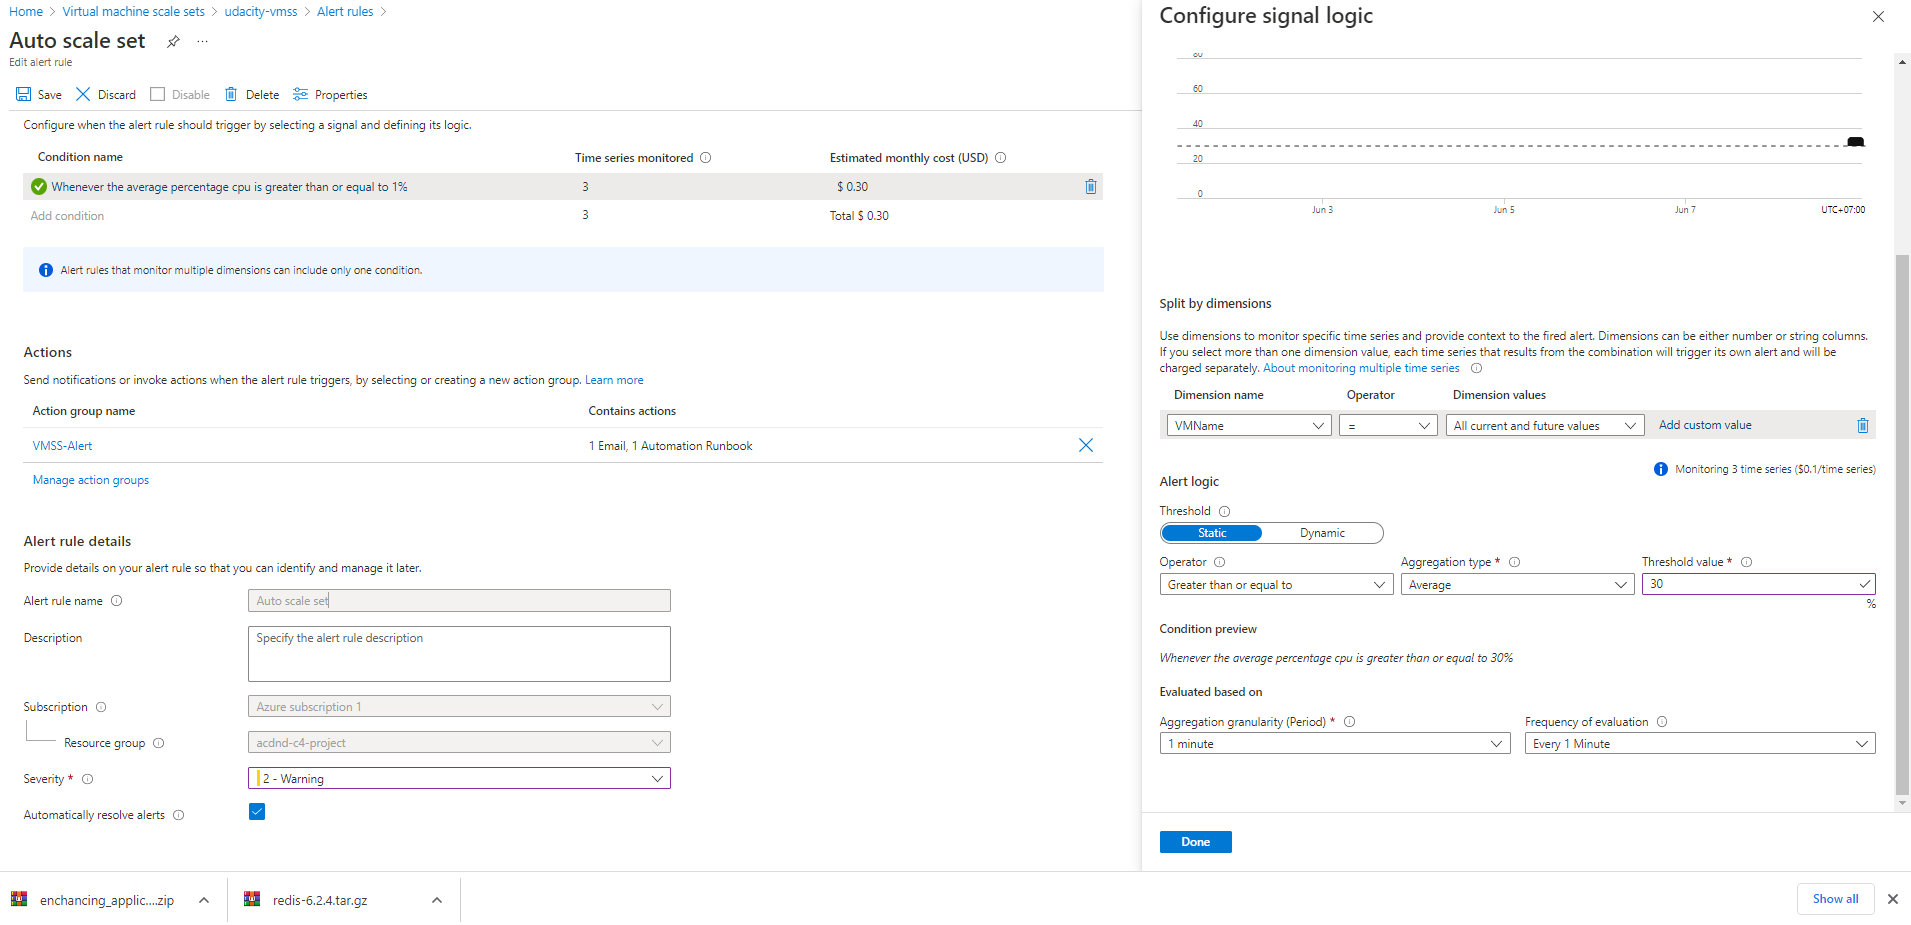 Home > Virtual machine scale sets > udacity-vmss > Alert rules >
Auto scale set ...
Edit alert rule
Save Discard Disable Delete Properties
Configure when the alert rule should trigger by selecting a signal and defining its logic.
Condition name Time series monitored Estimated monthly cost (USD)
Whenever the average percentage cpu is greater than or equal to 1% 3 $ 0.30
Add condition 3 Total $ 0.30
Alert rules that monitor multiple dimensions can include only one condition.
Actions
Send notifications or invoke actions when the alert rule triggers, by selecting or creating a new action group. Learn more
Action group name Contains actions
VMSS-Alert 1 Email, 1 Automation Runbook
Manage action groups
Alert rule details
Provide details on your alert rule so that you can identify and manage it later.
Alert rule name Auto scale set
Description Specify the alert rule description
Subscription Azure subscription 1
Resource group acdnd-c4-project
Severity * 2 - Warning
Automatically resolve alerts
Configure signal logic
60
40
20
0
Jun 3 Jun 5 Jun 7 UTC+07:00
Split by dimensions
Use dimensions to monitor specific time series and provide context to the fired alert. Dimensions can be either number or string columns.
If you select more than one dimension value, each time series that results from the combination will trigger its own alert and will be
charged separately. About monitoring multiple time series
Dimension name Operator Dimension values
VMName = All current and future values Add custom value
Monitoring 3 time series ($0.1/time series)
Alert logic
Threshold
Static Dynamic
Operator Aggregation type * Threshold value *
Greater than or equal to Average 30
%
Condition preview
Whenever the average percentage cpu is greater than or equal to 30%
Evaluated based on
Aggregation granularity (Period) * Frequency of evaluation
1 minute Every 1 Minute
Done
enchancing_applic....zip redis-6.2.4.tar.gz Show all